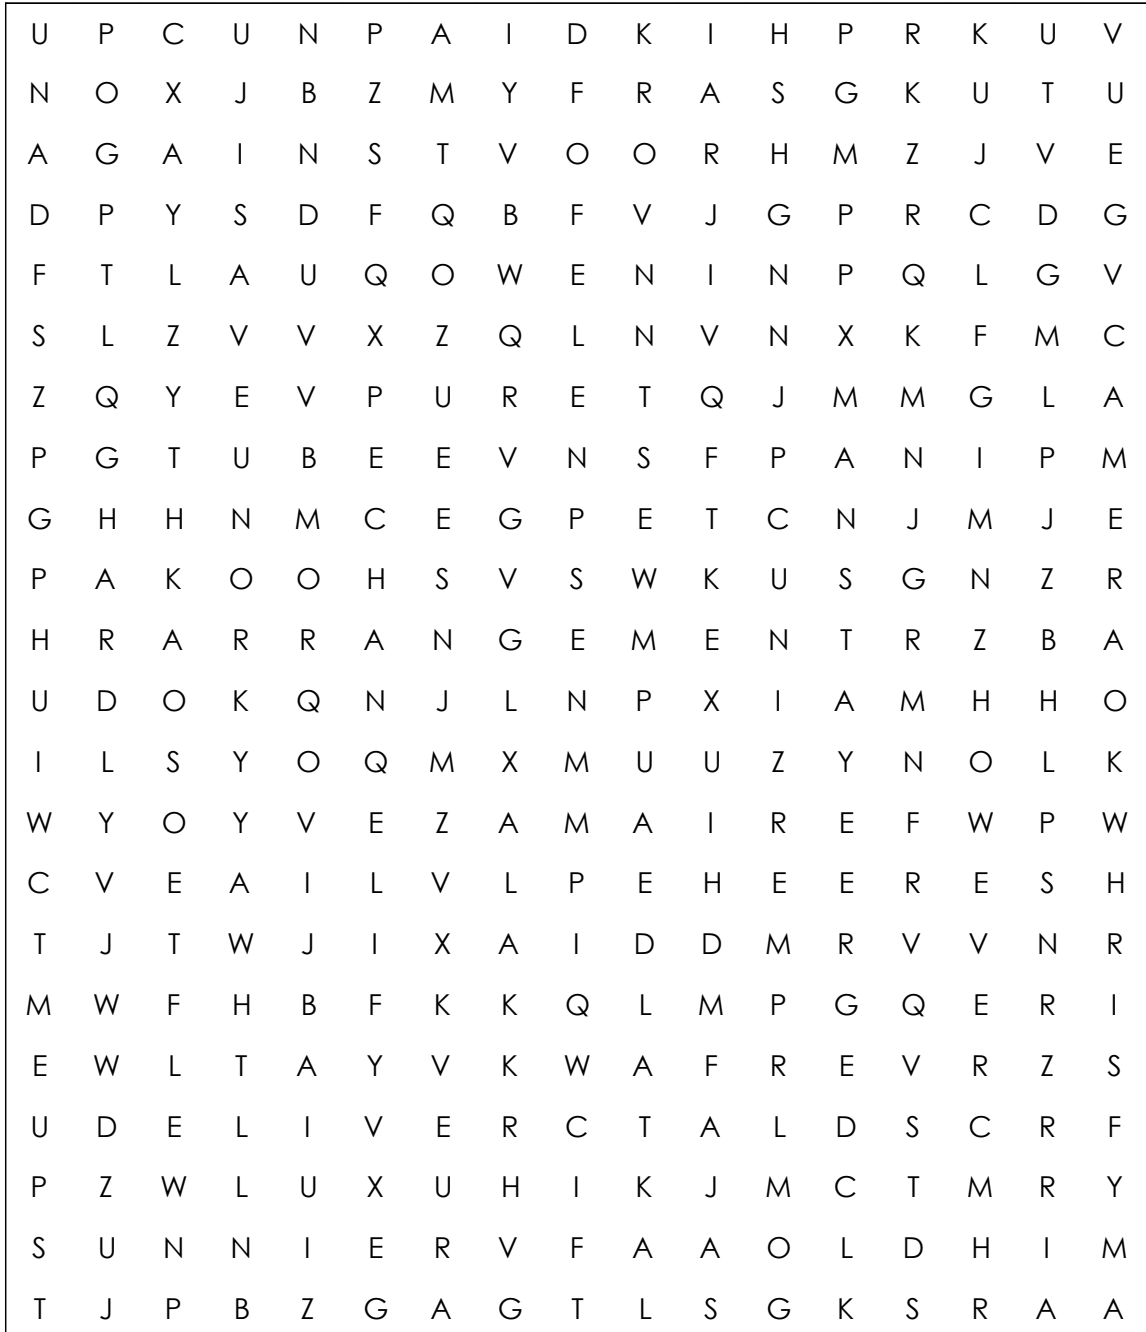 U P C U N P A I D K I H P R K U V
N O X J B Z M Y F R A S G K U T U
A G A I N S T V O O R H M Z J V E
D P Y S D F Q B F V J G P R C D G
F T L A U Q O W E N I N P Q L G V
S L Z V V X Z Q L N V N X K F M C
Z Q Y E V P U R E T Q J M M G L A
P G T U B E E V N S F P A N I P M
G H H N M C E G P E T C N J M J E
P A K O O H S V S W K U S G N Z R
H R A R R A N G E M E N T R Z B A
U D O K Q N J L N P X I A M H H O
I L S Y O Q M X M U U Z Y N O L K
W Y O Y V E Z A M A I R E F W P W
C V E A I L V L P E H E E R E S H
T J T W J I X A I D D M R V V N R
M W F H B F K K Q L M P G Q E R I
E W L T A Y V K W A F R E V R Z S
U D E L I V E R C T A L D S C R F
P Z W L U X U H I K J M C T M R Y
S U N N I E R V F A A O L D H I M
T J P B Z G A G T L S G K S R A A